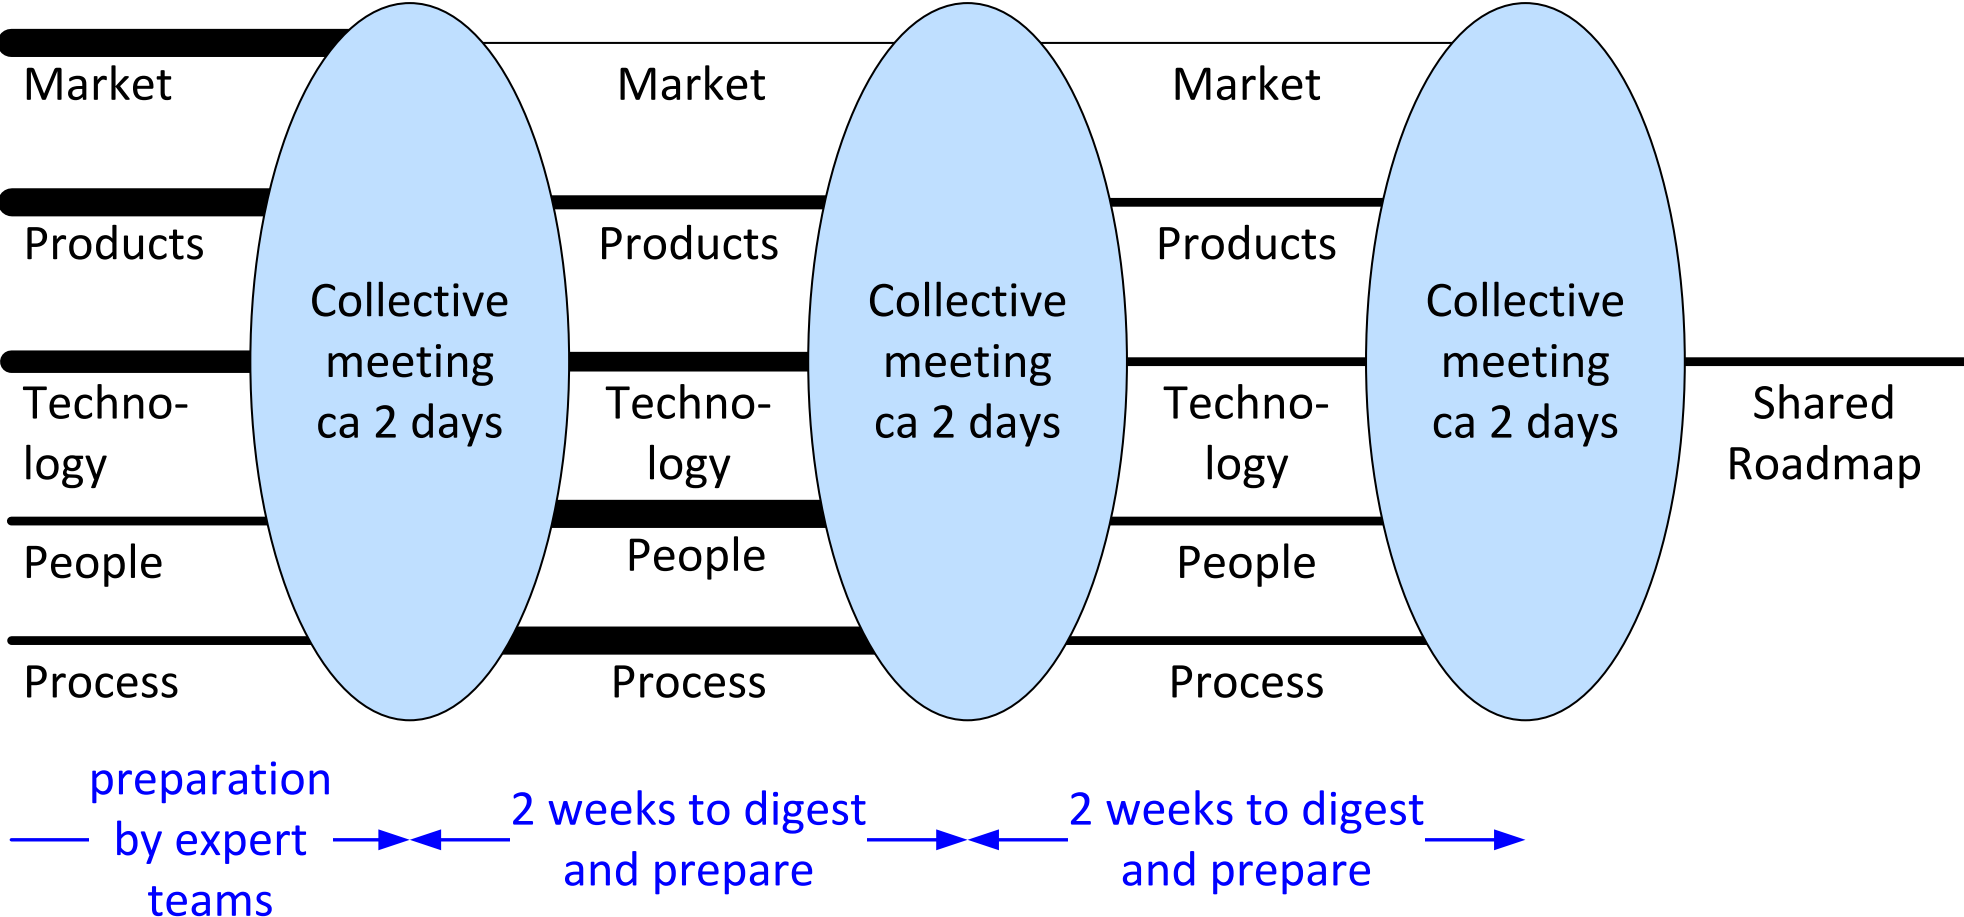 Market
Market
Market
Products
Products
Products
Collective
meeting
ca 2 days
Collective
meeting
ca 2 days
Collective
meeting
ca 2 days
Techno-
logy
Techno-
logy
Techno-
logy
Shared
Roadmap
People
People
People
Process
Process
Process
preparation
by expert
teams
2 weeks to digest
and prepare
2 weeks to digest
and prepare